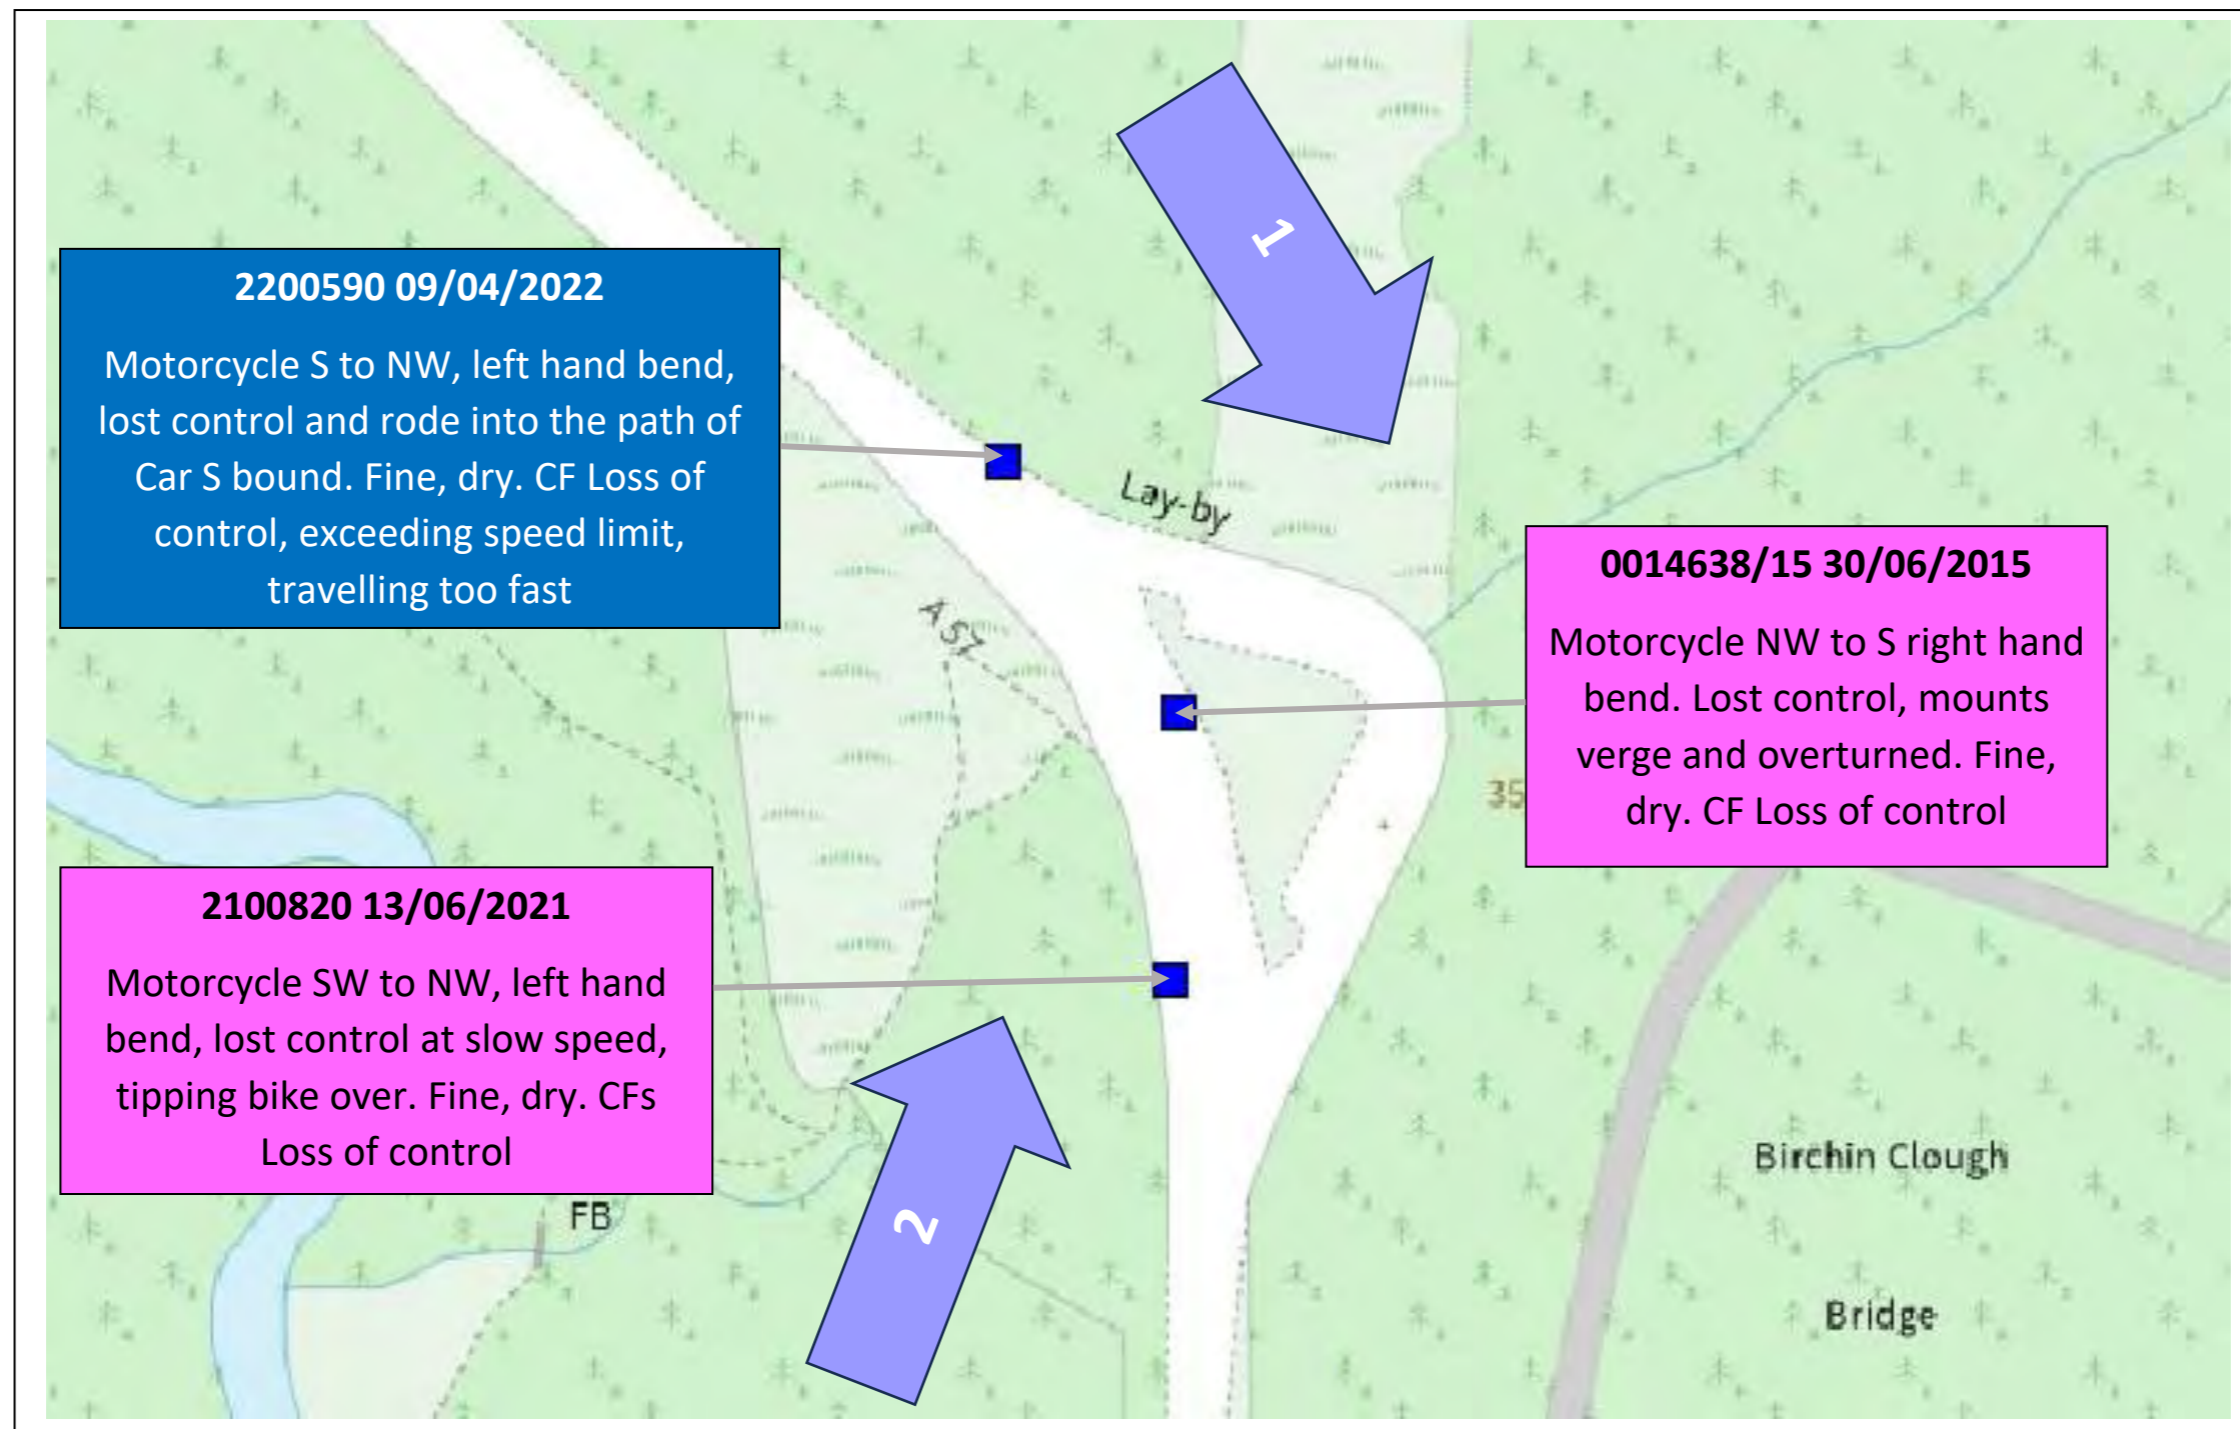 1
2200590 09/04/2022
Motorcycle S to NW, left hand bend,
lost control and rode into the path of
Car S bound. Fine, dry. CF Loss of
control, exceeding speed limit,
travelling too fast
Lay-by
A 57
0014638/15 30/06/2015
Motorcycle NW to S right hand
bend. Lost control, mounts
verge and overturned. Fine,
dry. CF Loss of control
35
2100820 13/06/2021
Motorcycle SW to NW, left hand
bend, lost control at slow speed,
tipping bike over. Fine, dry. CFs
Loss of control
2
FB
Birchin Clough
Bridge